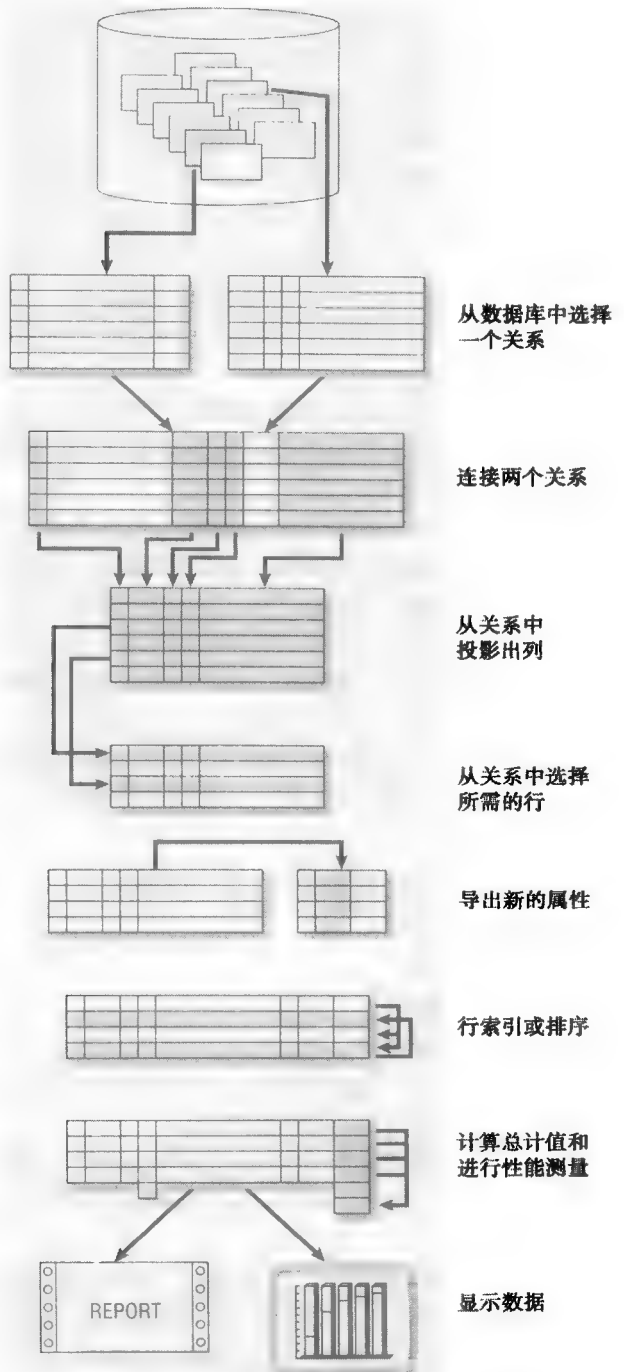 从数据库中选择
一个关系
连接两个关系
从关系中
投影出列
从关系中选择
所需的行
导出新的属性
行索引或排序
计算总计值和
进行性能测量
REPORT
显示数据